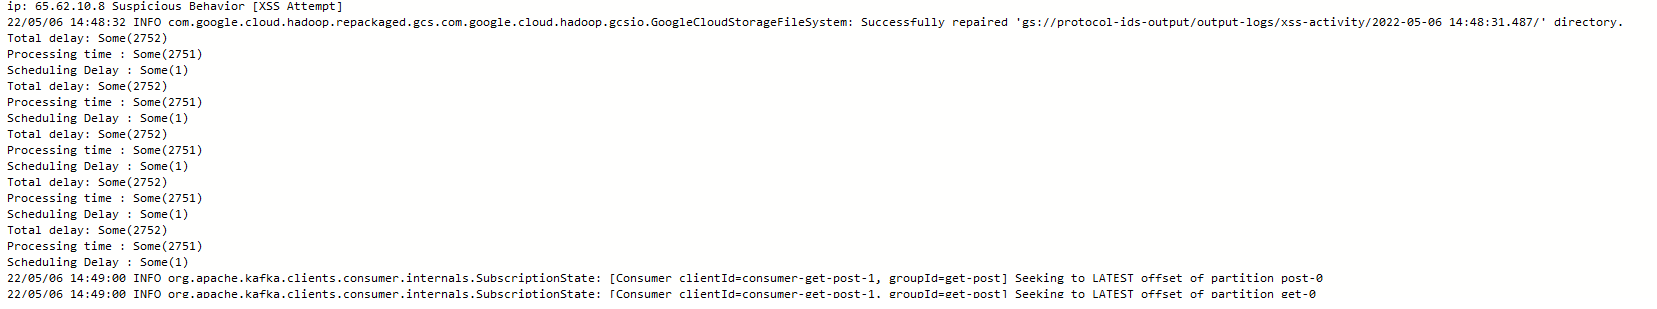 ip: 65.62.10.8 Suspicious Behavior [XSS Attempt]
22/05/06 14:48:32 INFO com.google.cloud.hadoop.repackaged.gcs.com.google.cloud.hadoop.gcsio.GoogleCloudStorageFileSystem: Successfully repaired 'gs://protocol-ids-output/output-logs/xss-activity/2022-05-06 14:48:31.487/' directory.
Total delay: Some(2752)
Processing time : Some(2751)
Scheduling Delay : Some(1)
Total delay: Some(2752)
Processing time : Some(2751)
Scheduling Delay : Some(1)
Total delay: Some(2752)
Processing time : Some(2751)
Scheduling Delay : Some(1)
Total delay: Some(2752)
Processing time : Some(2751)
Scheduling Delay : Some(1)
Total delay: Some(2752)
Processing time : Some(2751)
Scheduling Delay : Some(1)
22/05/06 14:49:00 INFO org.apache.kafka.clients.consumer.internals.SubscriptionState: [Consumer clientId=consumer-get-post-1, groupId=get-post] Seeking to LATEST offset of partition post-0
22/05/06 14:49:00 INFO org.apache.kafka.clients.consumer.internals.SubscriptionState: [Consumer clientId=consumer-get-post-1, groupId=get-post] Seeking to LATEST offset of partition get-0